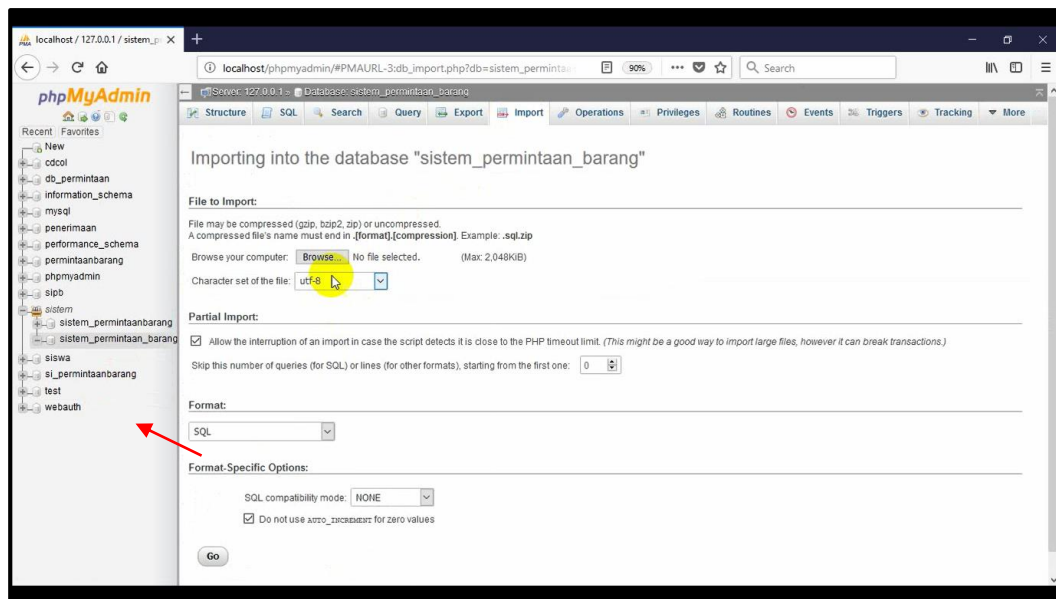 localhost / 127.0.0.1 / sistem_p
localhost/phpmyadmin/#PMAURL-3:db_import.php?db=sistem_permintaa
90%
Search
phpMyAdmin
Recent Favorites
New
cdcol
db_permintaan
information_schema
mysql
penerimaan
performance_schema
permintaanbarang
phpmyadmin
sipb
sistem
sistem_permintaanbarang
sistem_permintaan_barang
siswa
si_permintaanbarang
test
webauth
Server: 127.0.0.1 » Database: sistem_permintaan_barang
Structure SQL Search Query Export Import Operations Privileges Routines Events Triggers Tracking More
Importing into the database "sistem_permintaan_barang"
File to Import:
File may be compressed (gzip, bzip2, zip) or uncompressed.
A compressed file's name must end in .[format].[compression]. Example: .sql.zip
Browse your computer: Browse... No file selected. (Max: 2,048KiB)
Character set of the file: utf-8
Partial Import:
Allow the interruption of an import in case the script detects it is close to the PHP timeout limit. (This might be a good way to import large files, however it can break transactions.)
Skip this number of queries (for SQL) or lines (for other formats), starting from the first one: 0
Format:
SQL
Format-Specific Options:
SQL compatibility mode: NONE
Do not use AUTO_INCREMENT for zero values
Go